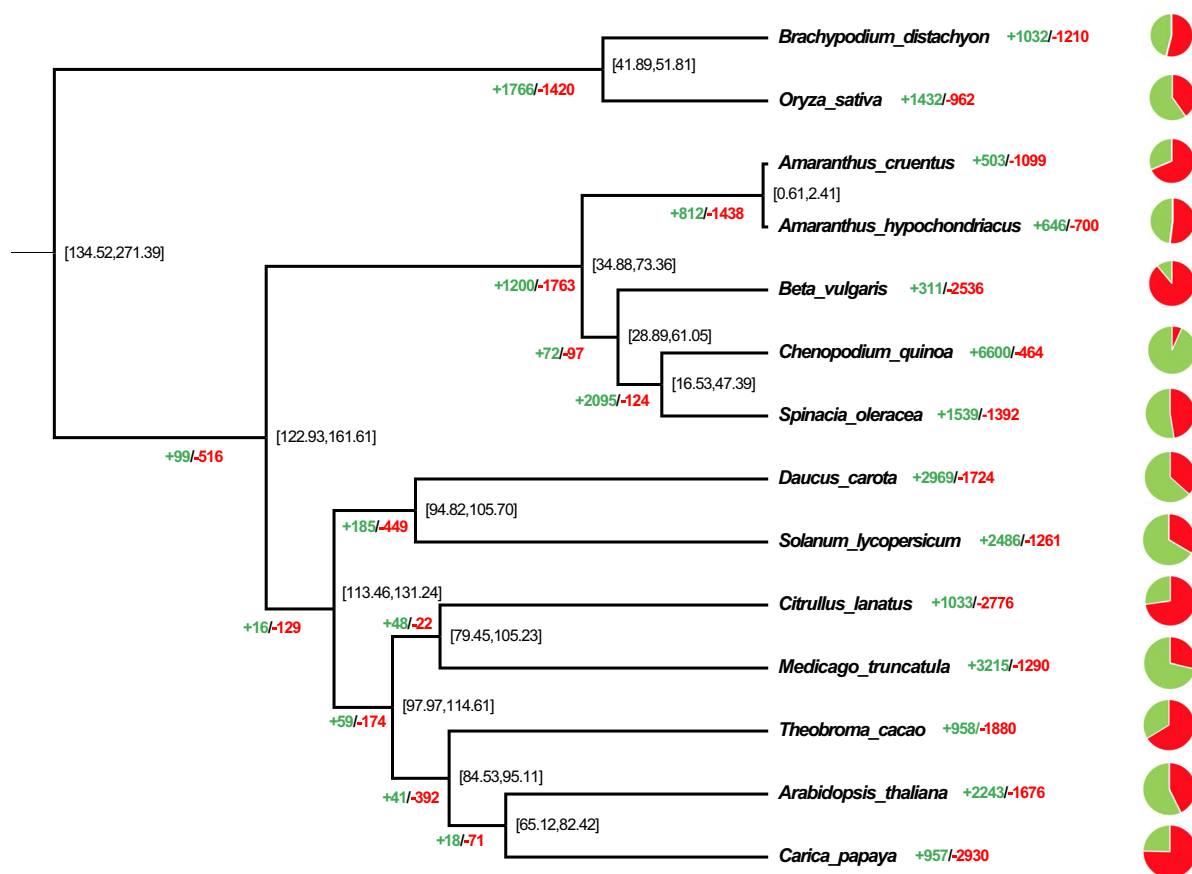 Brachypodium_distachyon +1032/-1210
[41.89,51.81]
+1766/-1420
Oryza_sativa +1432/-962
Amaranthus_cruentus +503/-1099
[0.61,2.41]
+812/-1438
Amaranthus_hypochondriacus +646/-700
[134.52,271.39]
[34.88,73.36]
+1200/-1763
Beta_vulgaris +311/-2536
[28.89,61.05]
+72/-97
Chenopodium_quinoa +6600/-464
[16.53,47.39]
+2095/-124
Spinacia_oleracea +1539/-1392
[122.93,161.61]
+99/-516
Daucus_carota +2969/-1724
[94.82,105.70]
+185/-449
Solanum_lycopersicum +2486/-1261
[113.46,131.24]
Citrullus_lanatus +1033/-2776
+48/-22
+16/-129
[79.45,105.23]
Medicago_truncatula +3215/-1290
[97.97,114.61]
+59/-174
Theobroma_cacao +958/-1880
[84.53,95.11]
+41/-392
Arabidopsis_thaliana +2243/-1676
[65.12,82.42]
+18/-71
Carica_papaya +957/-2930